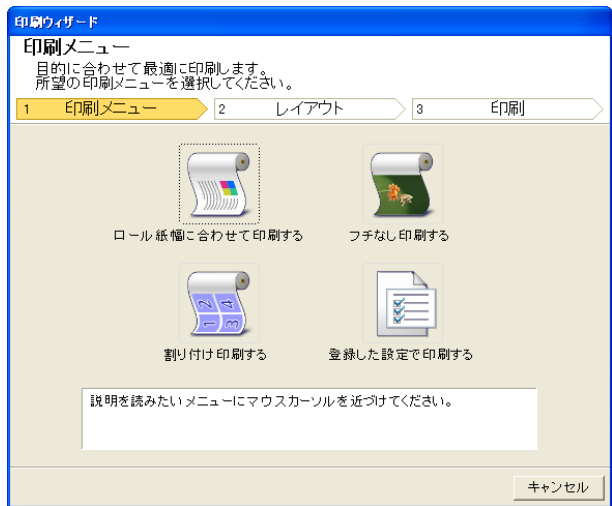 印刷ウィザード
印刷メニュー
目的に合わせて最適に印刷します。
所望の印刷メニューを選択してください。
1 印刷メニュー 2 レイアウト 3 印刷
ロール紙幅に合わせて印刷する フチなし印刷する
1 2 3 4
割り付け印刷する 登録した設定で印刷する
説明を読みたいメニューにマウスカーソルを近づけてください。
キャンセル